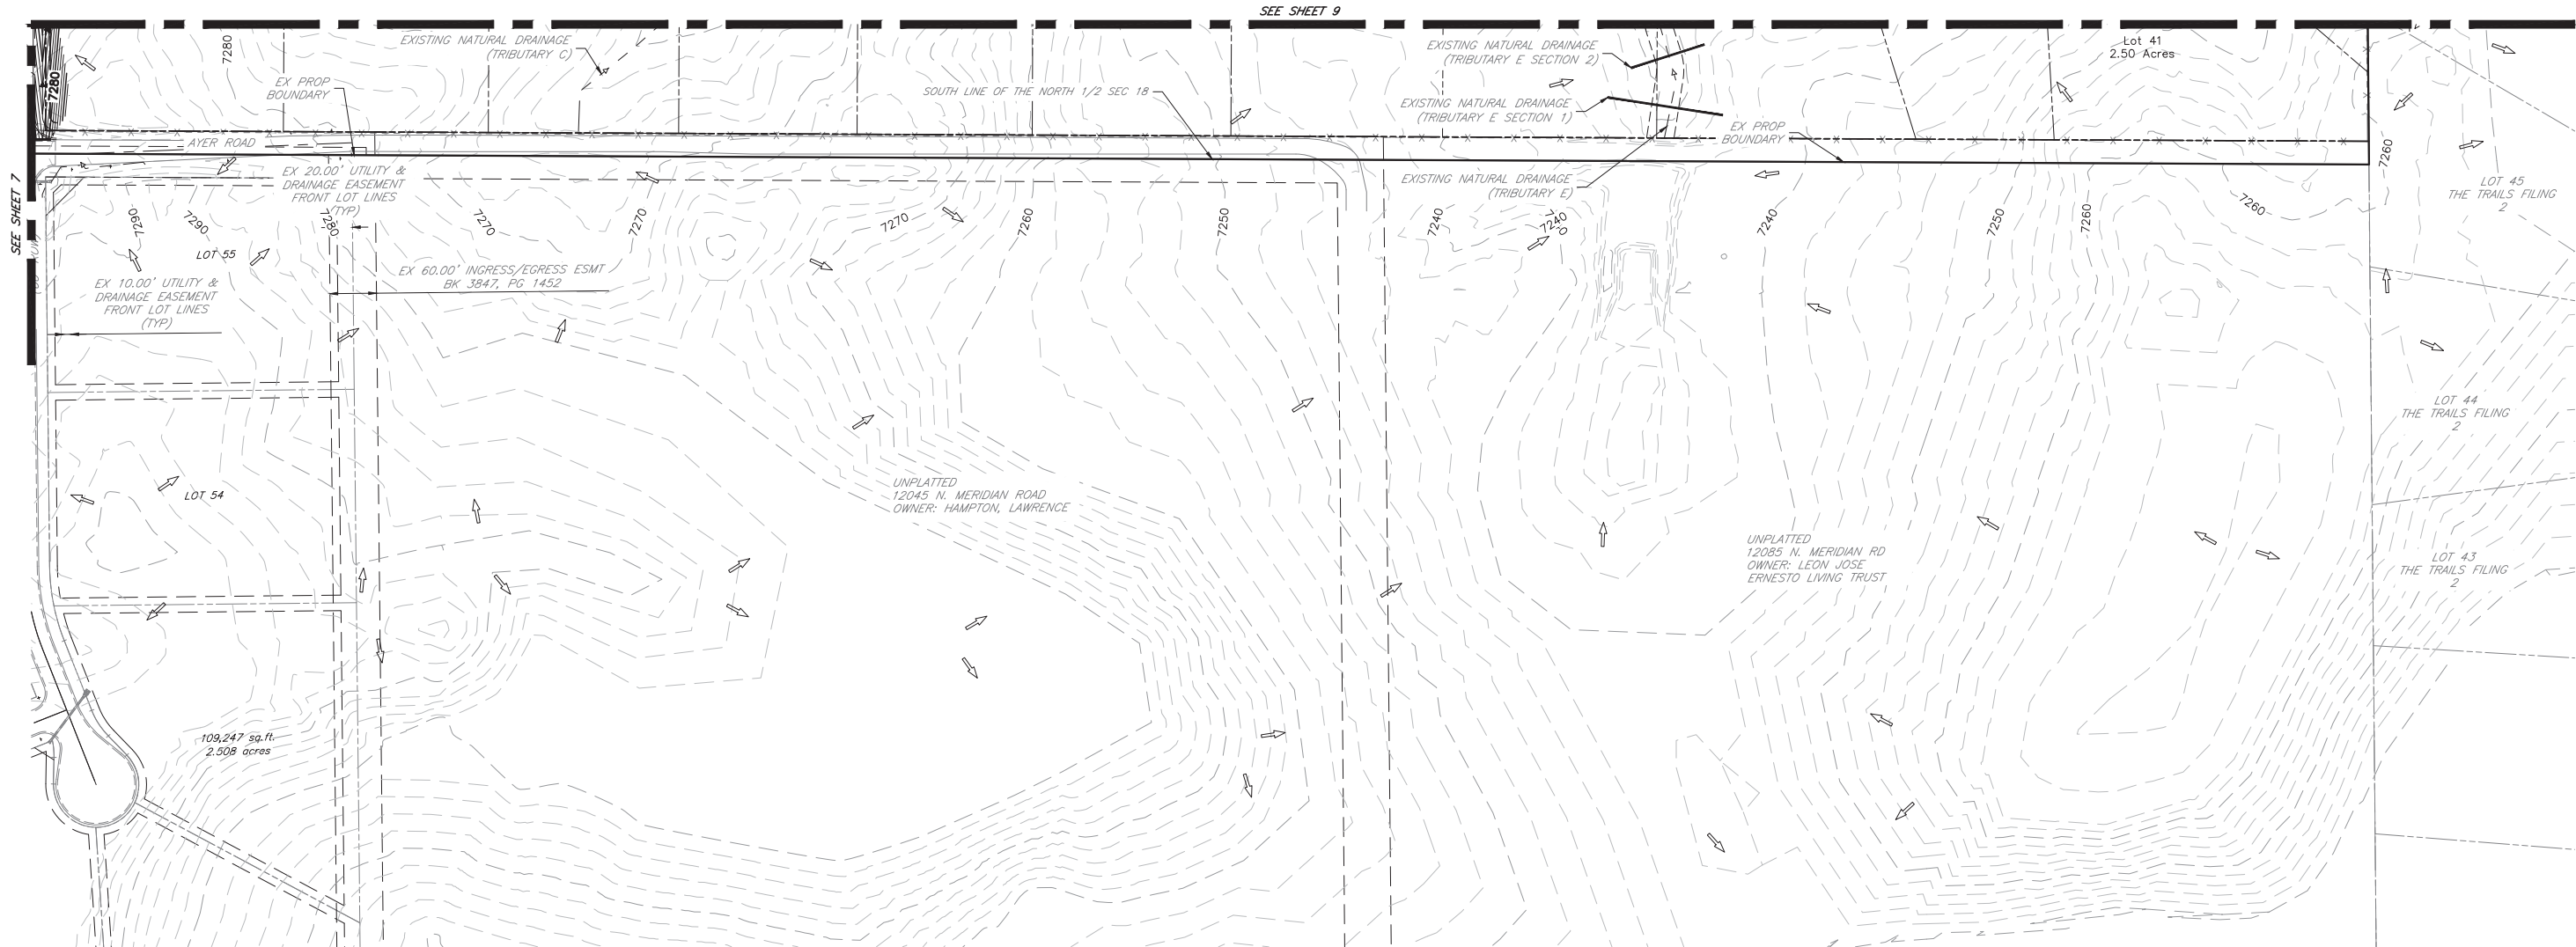 SEE SHEET 9
SEE SHEET 7
7280
7280
EXISTING NATURAL DRAINAGE
(TRIBUTARY C)
EX PROP
BOUNDARY
SOUTH LINE OF THE NORTH 1/2 SEC 18
EXISTING NATURAL DRAINAGE
(TRIBUTARY E SECTION 2)
EXISTING NATURAL DRAINAGE
(TRIBUTARY E SECTION 1)
EX PROP
BOUNDARY
Lot 41
2.50 Acres
AYER ROAD
EX 20.00' UTILITY &
DRAINAGE EASEMENT
FRONT LOT LINES
(TYP)
EXISTING NATURAL DRAINAGE
(TRIBUTARY E)
7260
LOT 45
THE TRAILS FILING
2
7290
7290
7280
7270
7270
7270
7260
7250
7240
7240
7240
7250
7260
7260
LOT 55
EX 10.00' UTILITY &
DRAINAGE EASEMENT
FRONT LOT LINES
(TYP)
EX 60.00' INGRESS/EGRESS ESMT
BK 3847, PG 1452
LOT 44
THE TRAILS FILING
2
LOT 54
UNPLATTED
12045 N. MERIDIAN ROAD
OWNER: HAMPTON, LAWRENCE
UNPLATTED
12085 N. MERIDIAN RD
OWNER: LEON JOSE
ERNESTO LIVING TRUST
LOT 43
THE TRAILS FILING
2
109,247 sq.ft.
2.508 acres